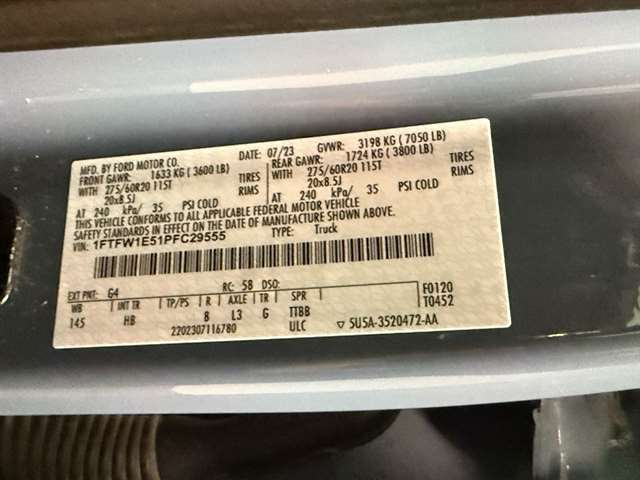 MFD. BY FORD MOTOR CO.
DATE: 07/23 GVWR: 3198 KG ( 7050 LB)
FRONT GAWR: 1633 KG ( 3600 LB) REAR GAWR: 1724 KG ( 3800 LB)
WITH 275/60R20 115T TIRES WITH 275/60R20 115T TIRES
20x8.5J RIMS 20x8.5J RIMS
AT 240 kPa/ 35 PSI COLD AT 240 kPa/ 35 PSI COLD
THIS VEHICLE CONFORMS TO ALL APPLICABLE FEDERAL MOTOR VEHICLE
SAFETY STANDARDS IN EFFECT ON THE DATE OF MANUFACTURE SHOWN ABOVE
VIN: 1FTFW1E51PFC29555 TYPE: Truck
EXT PNT: G4 RC: 58 DSO: F0120
WB INT TR TP/PS R AXLE TR SPR T0452
145 HB 8 L3 G TTBB
2202307116780 ULC ▽ 5U5A-3520472-AA